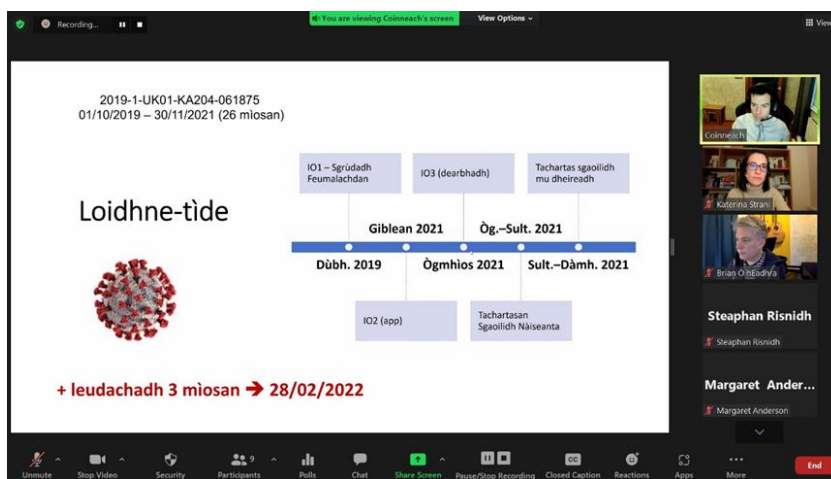 Recording...
You are viewing Coinneach's screen
View Options
View
2019-1-UK01-KA204-061875
01/10/2019 – 30/11/2021 (26 mìosan)
Loidhne-tìde
IO1 – Sgrùdadh
Feumalachdan
IO3 (dearbhadh)
Tachartas sgaoilidh
mu dheireadh
Giblean 2021
Òg.–Sult. 2021
Dùbh. 2019
Ògmhios 2021
Sult.–Dàmh. 2021
IO2 (app)
Tachartasan
Sgaoilidh Nàiseanta
+ leudachadh 3 mìosan ➔ 28/02/2022
Coinneach
Katerina Strani
Brian Ó hEadhra
Steaphan Risnidh
Steaphan Risnidh
Margaret Ander...
Margaret Anderson
Unmute
Stop Video
Security
Participants
9
Polls
Chat
Share Screen
Pause/Stop Recording
CC
Closed Caption
Reactions
Apps
More
End